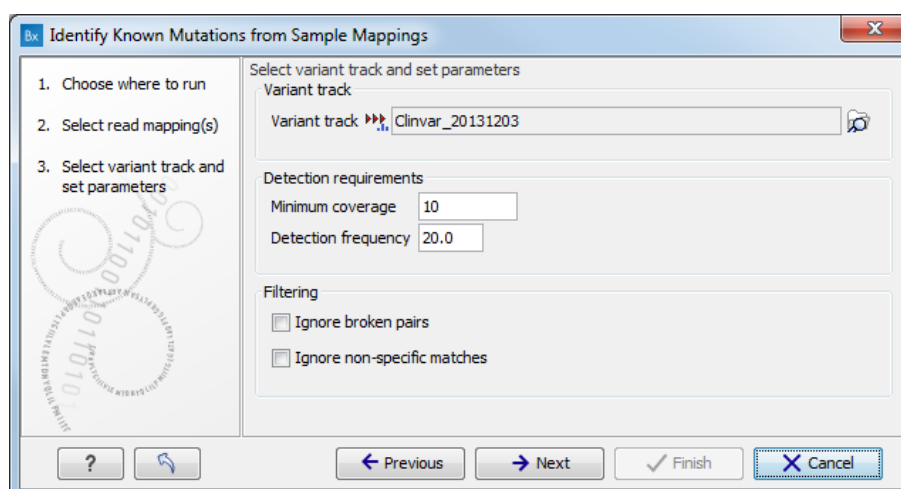 Bx Identify Known Mutations from Sample Mappings
1. Choose where to run
2. Select read mapping(s)
3. Select variant track and
set parameters
Select variant track and set parameters
Variant track
Variant track Clinvar_20131203
Detection requirements
Minimum coverage 10
Detection frequency 20.0
Filtering
Ignore broken pairs
Ignore non-specific matches
? Previous Next Finish Cancel